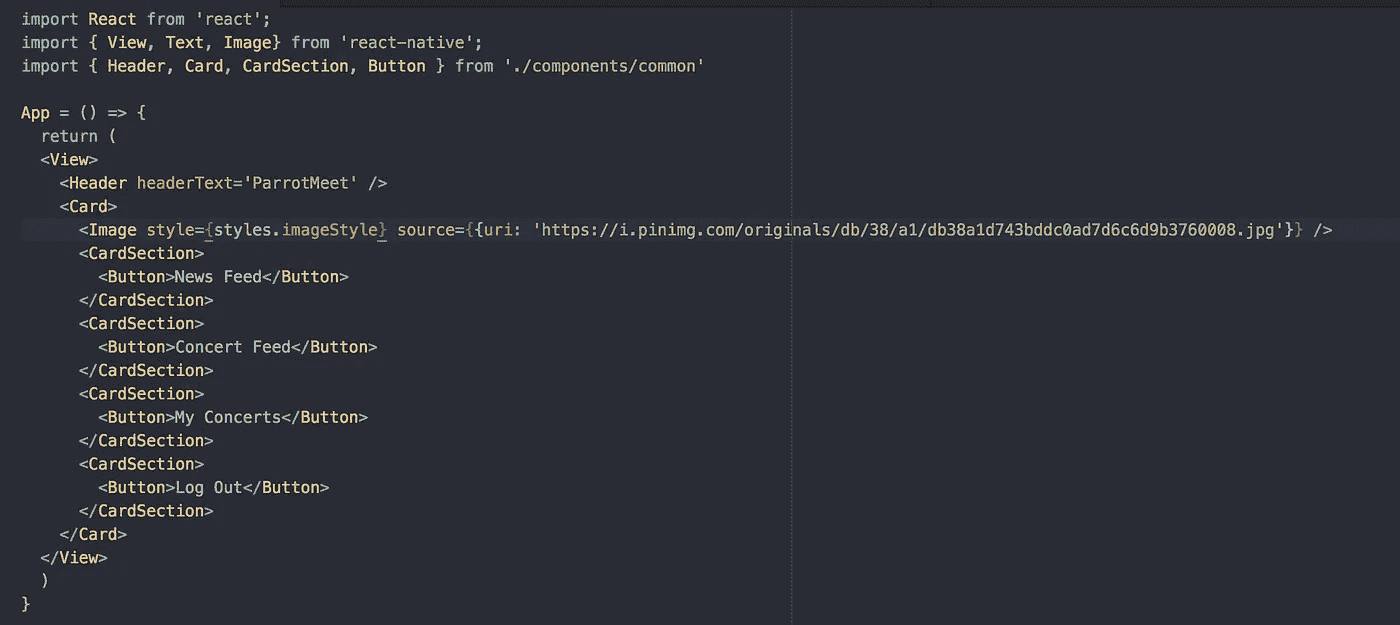 import React from 'react';
import { View, Text, Image} from 'react-native';
import { Header, Card, CardSection, Button } from './components/common'

App = () => {
  return (
  <View>
    <Header headerText='ParrotMeet' />
    <Card>
      <Image style={styles.imageStyle} source={{uri: 'https://i.pinimg.com/originals/db/38/a1/db38a1d743bddc0ad7d6c6d9b3760008.jpg'}} />
      <CardSection>
        <Button>News Feed</Button>
      </CardSection>
      <CardSection>
        <Button>Concert Feed</Button>
      </CardSection>
      <CardSection>
        <Button>My Concerts</Button>
      </CardSection>
      <CardSection>
        <Button>Log Out</Button>
      </CardSection>
    </Card>
  </View>
  )
}